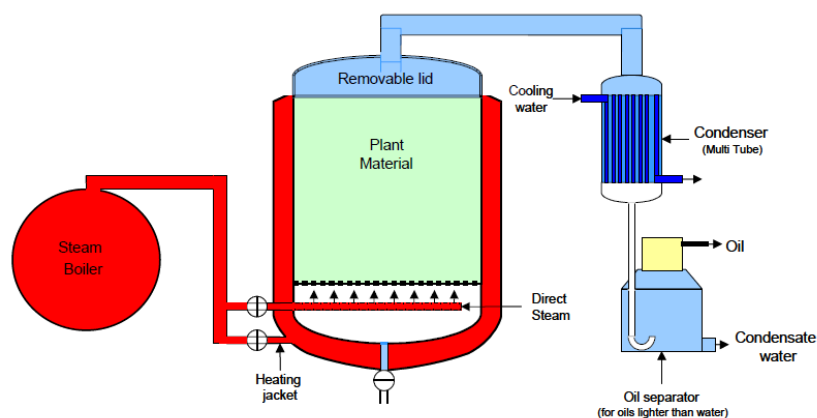 Removable lid
Cooling
water
Condenser
(Multi Tube)
Plant
Material
Steam
Boiler
Oil
Direct
Steam
Condensate
water
Heating
jacket
Oil separator
(for oils lighter than water)